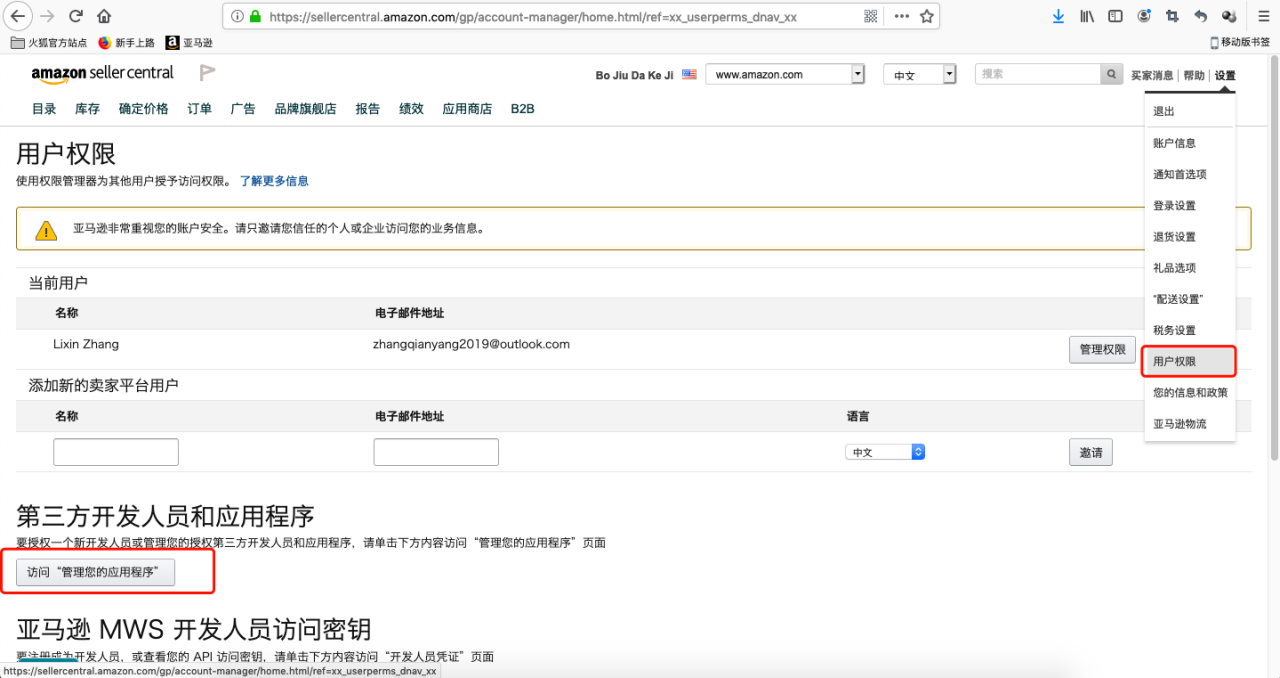 https://sellercentral.amazon.com/gp/account-manager/home.html/ref=xx_userperms_dnav_xx
火狐官方站点 新手上路 亚马逊 移动版书签
amazon seller central Bo Jiu Da Ke Ji www.amazon.com 中文 搜索 买家消息 | 帮助 | 设置
目录 库存 确定价格 订单 广告 品牌旗舰店 报告 绩效 应用商店 B2B
退出
账户信息
通知首选项
登录设置
退货设置
礼品选项
“配送设置”
税务设置
用户权限
您的信息和政策
亚马逊物流
用户权限
使用权限管理器为其他用户授予访问权限。 了解更多信息
亚马逊非常重视您的账户安全。请只邀请您信任的个人或企业访问您的业务信息。
当前用户
名称 电子邮件地址
Lixin Zhang zhangqianyang2019@outlook.com 管理权限
添加新的卖家平台用户
名称 电子邮件地址 语言
中文 邀请
第三方开发人员和应用程序
要授权一个新开发人员或管理您的授权第三方开发人员和应用程序，请单击下方内容访问“管理您的应用程序”页面
访问“管理您的应用程序”
亚马逊 MWS 开发人员访问密钥
要注册成为开发人员，或查看您的 API 访问密钥，请单击下方内容访问“开发人员凭证”页面
https://sellercentral.amazon.com/gp/account-manager/home.html/ref=xx_userperms_dnav_xx